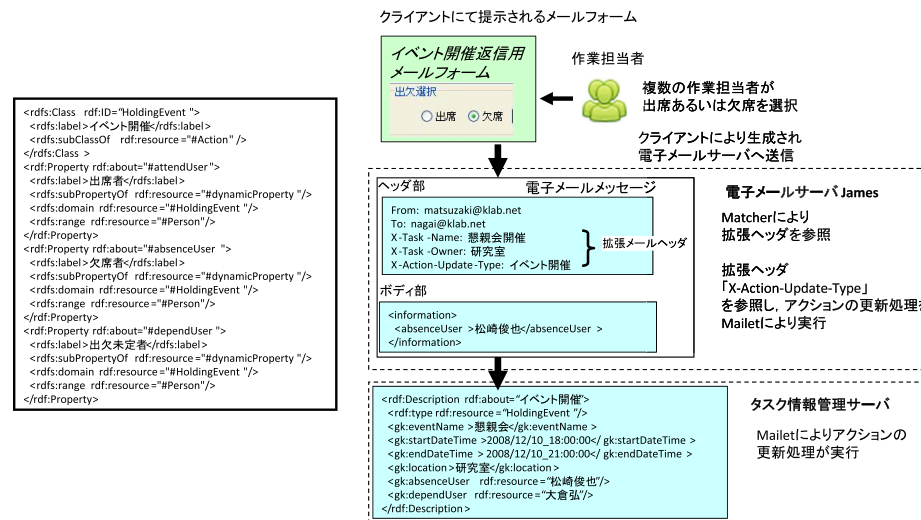 クライアントにて提示されるメールフォーム
イベント開催返信用
メールフォーム
出欠選択
出席 欠席
作業担当者
複数の作業担当者が
出席あるいは欠席を選択
クライアントにより生成され
電子メールサーバへ送信
<rdfs:Class rdf:ID="HoldingEvent ">
<rdfs:label>イベント開催</rdfs:label>
<rdfs:subClassOf rdf:resource="#Action" />
</rdfs:Class >
<rdf:Property rdf:about="#attendUser">
<rdfs:label>出席者</rdfs:label>
<rdfs:subPropertyOf rdf:resource="#dynamicProperty "/>
<rdfs:domain rdf:resource="#HoldingEvent "/>
<rdfs:range rdf:resource="#Person"/>
</rdf:Property>
<rdf:Property rdf:about="#absenceUser ">
<rdfs:label>欠席者</rdfs:label>
<rdfs:subPropertyOf rdf:resource="#dynamicProperty "/>
<rdfs:domain rdf:resource="#HoldingEvent "/>
<rdfs:range rdf:resource="#Person"/>
</rdf:Property>
<rdf:Property rdf:about="#dependUser ">
<rdfs:label>出欠未定者</rdfs:label>
<rdfs:subPropertyOf rdf:resource="#dynamicProperty "/>
<rdfs:domain rdf:resource="#HoldingEvent "/>
<rdfs:range rdf:resource="#Person"/>
</rdf:Property>
ヘッダ部 電子メールメッセージ
From: matsuzaki@klab.net
To: nagai@klab.net
X-Task -Name: 懇親会開催
X-Task -Owner: 研究室
X-Action-Update-Type: イベント開催
拡張メールヘッダ
ボディ部
<information>
<absenceUser >松崎俊也</absenceUser >
</information>
電子メールサーバ James
Matcherにより
拡張ヘッダを参照
拡張ヘッダ
「X-Action-Update-Type」
を参照し，アクションの更新処理を
Mailetにより実行
<rdf:Description rdf:about="イベント開催">
<rdf:type rdf:resource="HoldingEvent "/>
<gk:eventName >懇親会</gk:eventName >
<gk:startDateTime >2008/12/10_18:00:00</ gk:startDateTime >
<gk:endDateTime >2008/12/10_21:00:00</ gk:endDateTime >
<gk:location>研究室</gk:location>
<gk:absenceUser rdf:resource="松崎俊也"/>
<gk:dependUser rdf:resource="大倉弘"/>
</rdf:Description>
タスク情報管理サーバ
Mailetによりアクションの
更新処理が実行